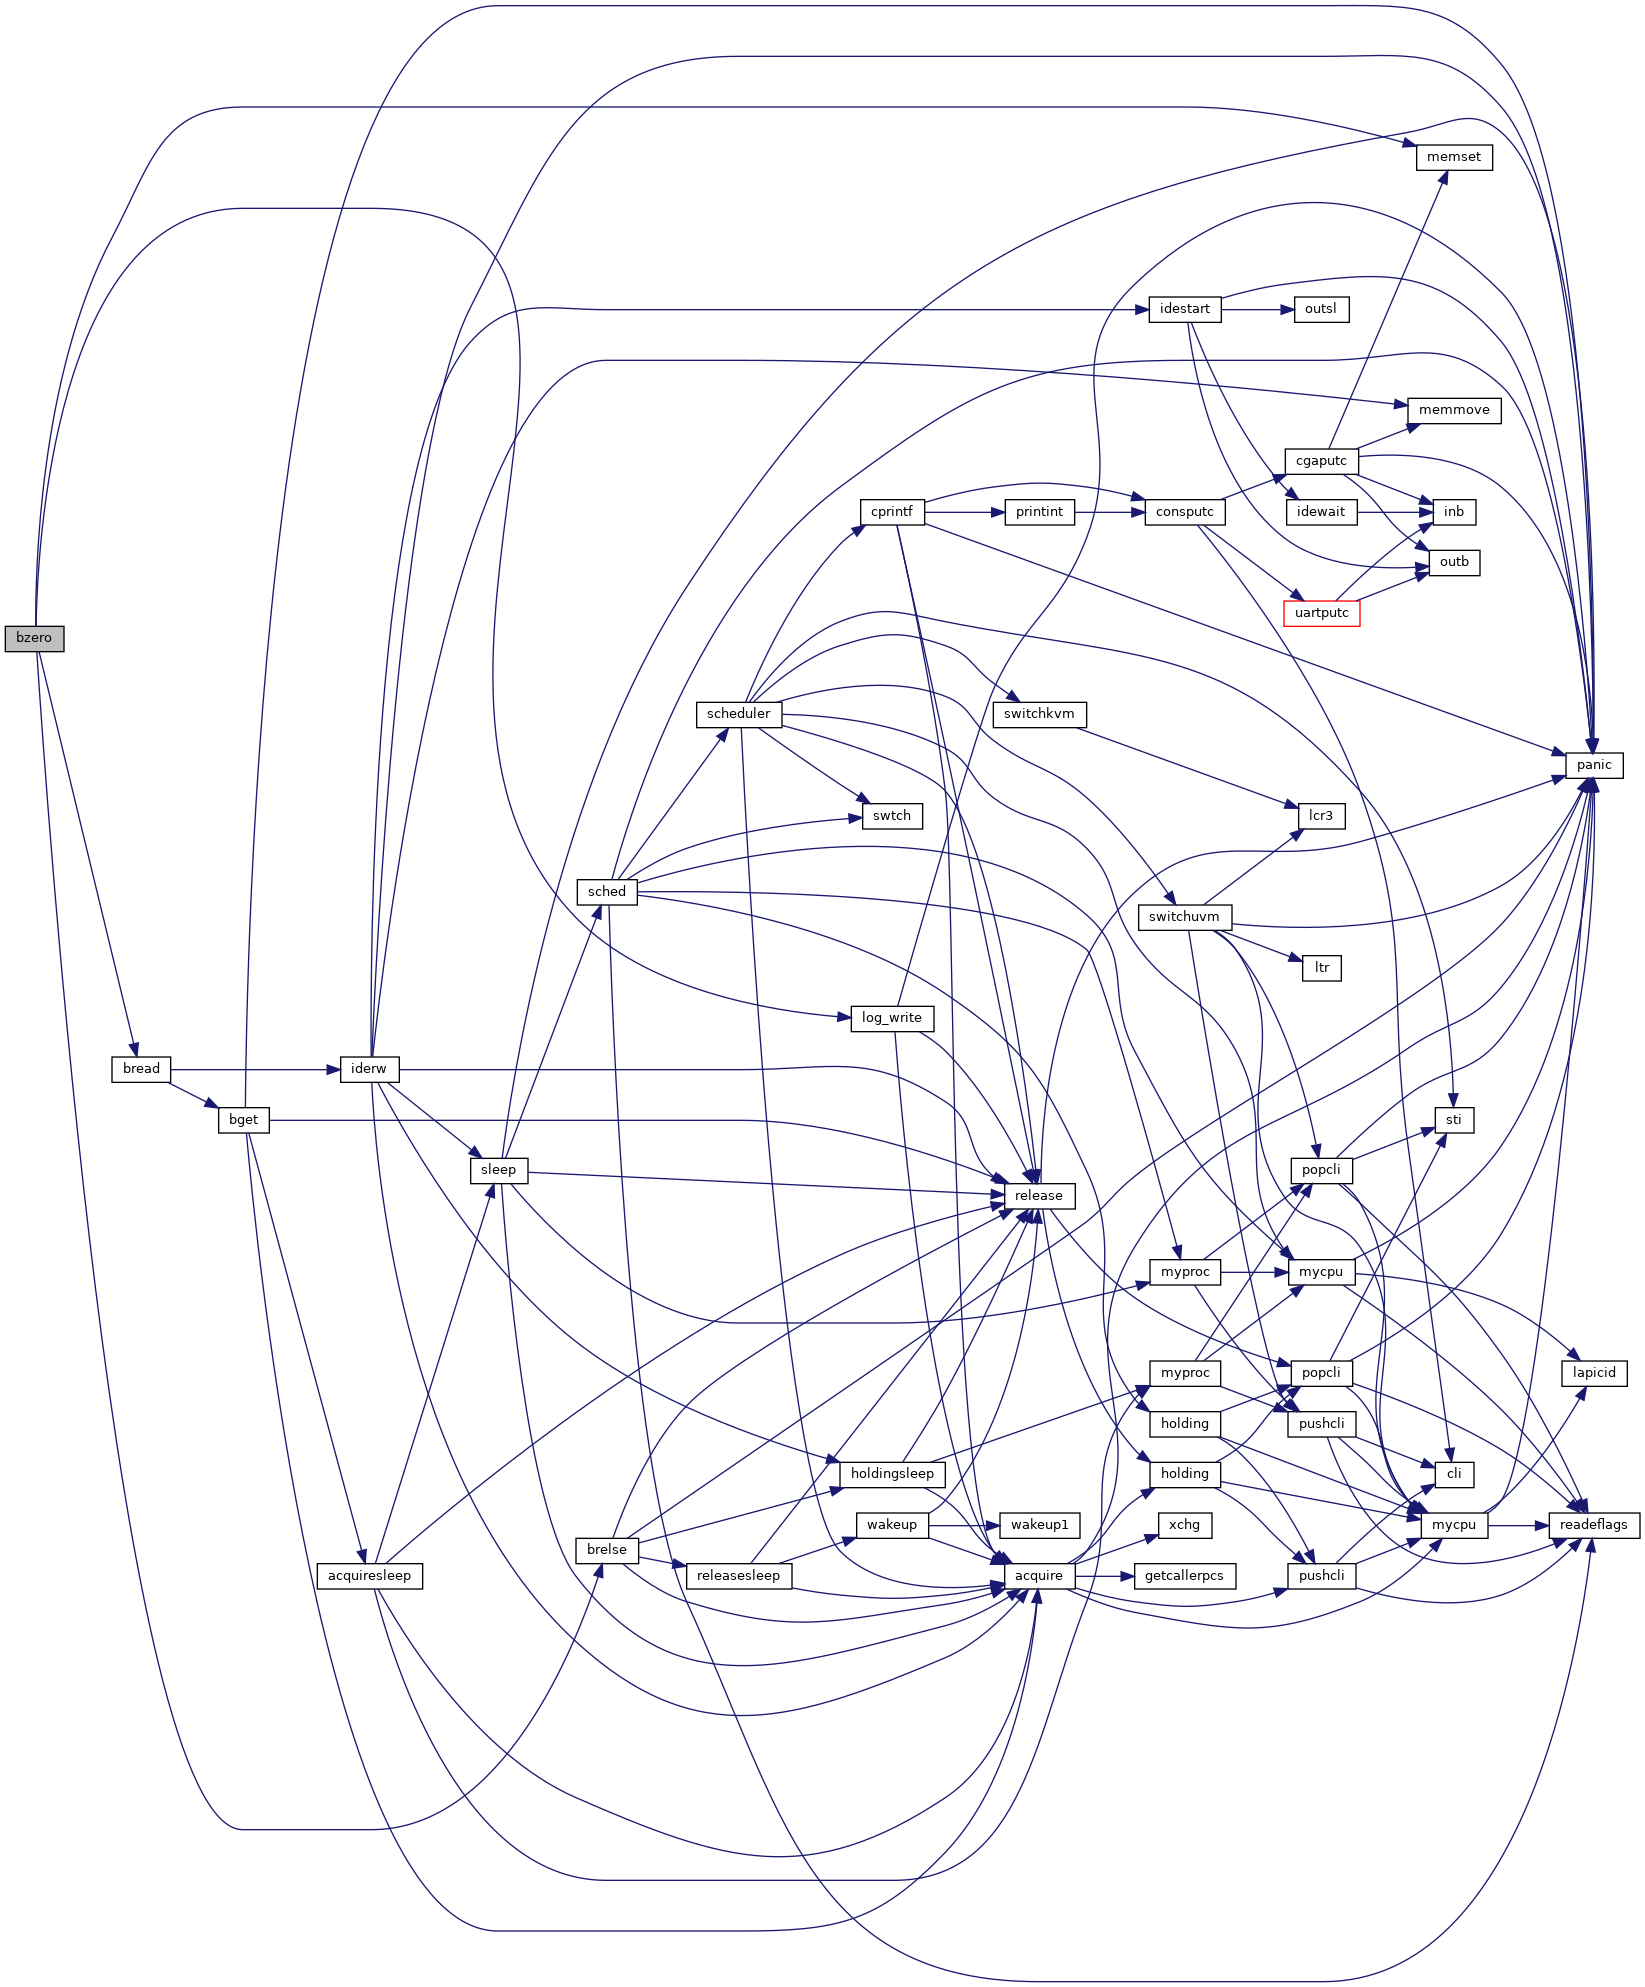 memset
idestart
outsl
memmove
cgaputc
cprintf
printint
consputc
idewait
inb
outb
uartputc
bzero
scheduler
switchkvm
panic
swtch
lcr3
sched
switchuvm
ltr
log_write
bread
iderw
bget
sti
sleep
popcli
release
myproc
mycpu
myproc
popcli
lapicid
holding
pushcli
holdingsleep
holding
cli
wakeup
wakeup1
xchg
mycpu
readeflags
brelse
acquiresleep
releasesleep
acquire
getcallerpcs
pushcli